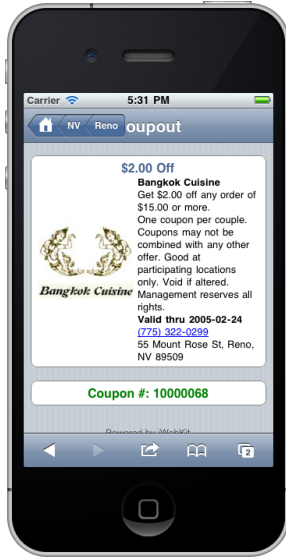 Carrier 5:31 PM
NV Reno oupout
$2.00 Off
Bangkok Cuisine
Bangkok Cuisine
Get $2.00 off any order of
$15.00 or more.
One coupon per couple.
Coupons may not be
combined with any other
offer. Good at
participating locations
only. Void if altered.
Management reserves all
rights.
Valid thru 2005-02-24
(775) 322-0299
55 Mount Rose St, Reno,
NV 89509
Coupon #: 10000068
Powered by iWebKit
2